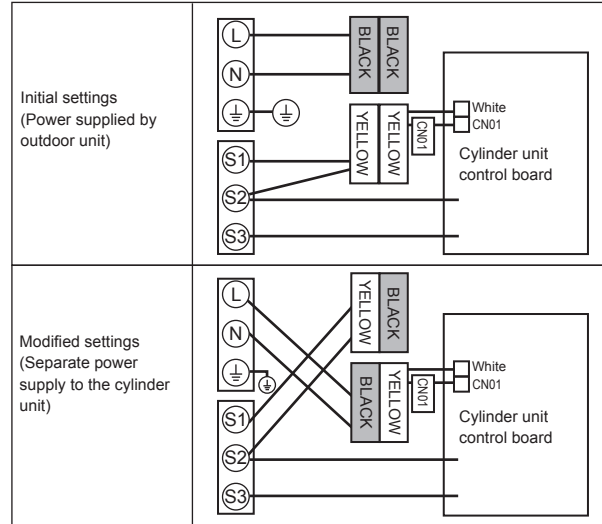 Initial settings
(Power supplied by
outdoor unit)
L
N
S1
S2
S3
BLACK
BLACK
YELLOW
YELLOW
CN01
White
CN01
Cylinder unit
control board
Modified settings
(Separate power
supply to the cylinder
unit)
L
N
S1
S2
S3
YELLOW
BLACK
BLACK
YELLOW
CN01
White
CN01
Cylinder unit
control board